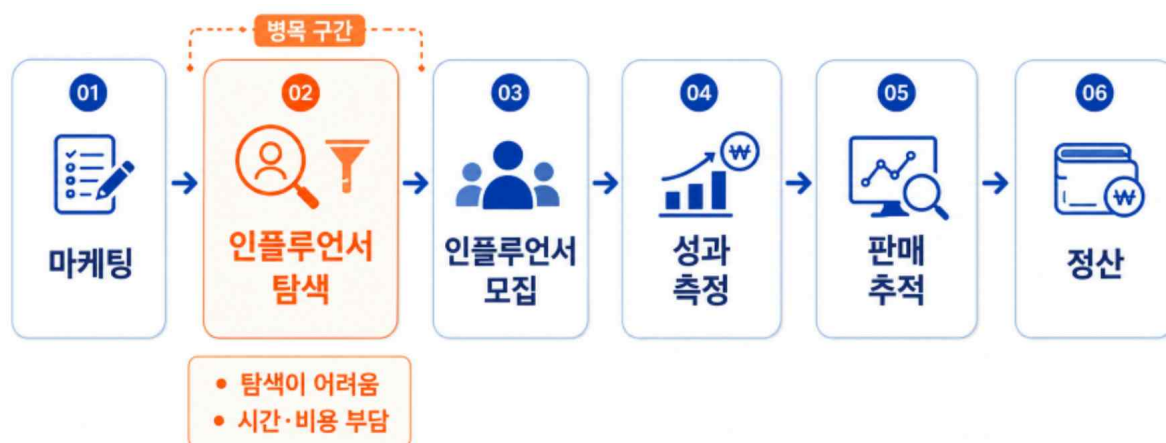 병목 구간
01
마케팅
02
인플루언서
탐색
03
인플루언서
모집
04
₩
성과
측정
05
판매
추적
06
₩
정산
• 탐색이 어려움
• 시간·비용 부담